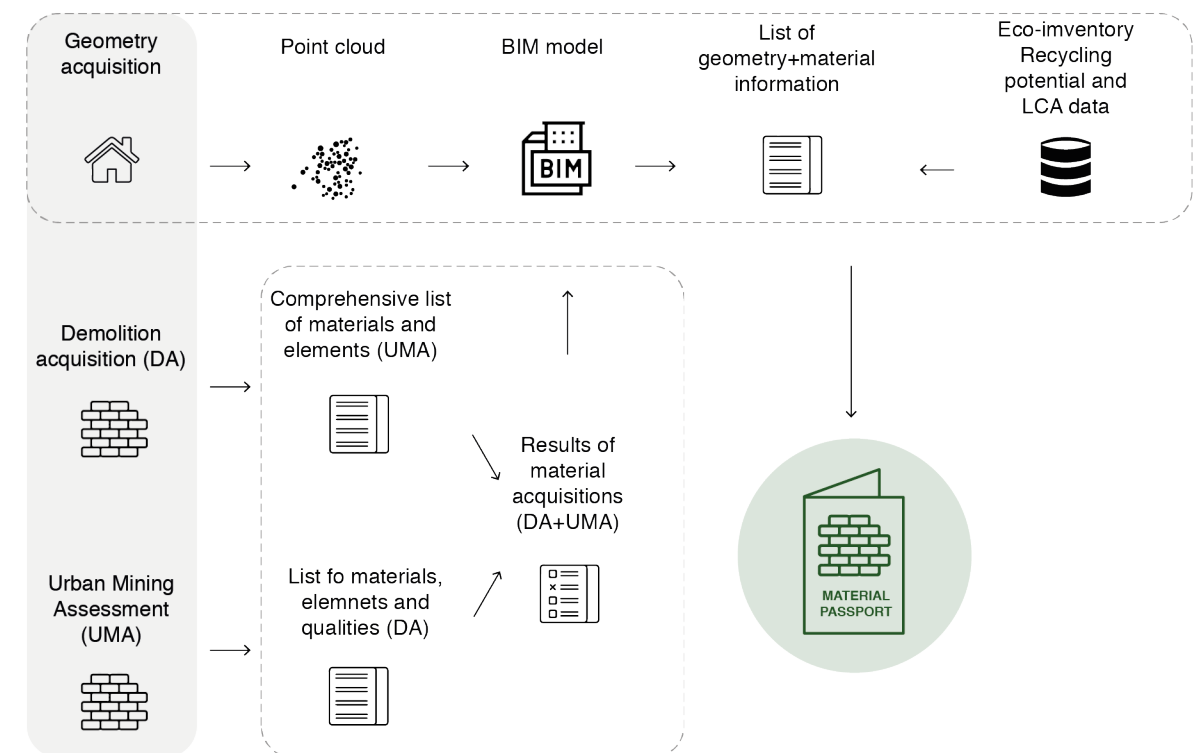 Geometry
acquisition
Point cloud
BIM model
List of
geometry+material
information
Eco-imventory
Recycling
potential and
LCA data
BIM
Demolition
acquisition (DA)
Comprehensive list
of materials and
elements (UMA)
Results of
material
acquisitions
(DA+UMA)
Urban Mining
Assessment
(UMA)
List fo materials,
elemnets and
qualities (DA)
MATERIAL
PASSPORT